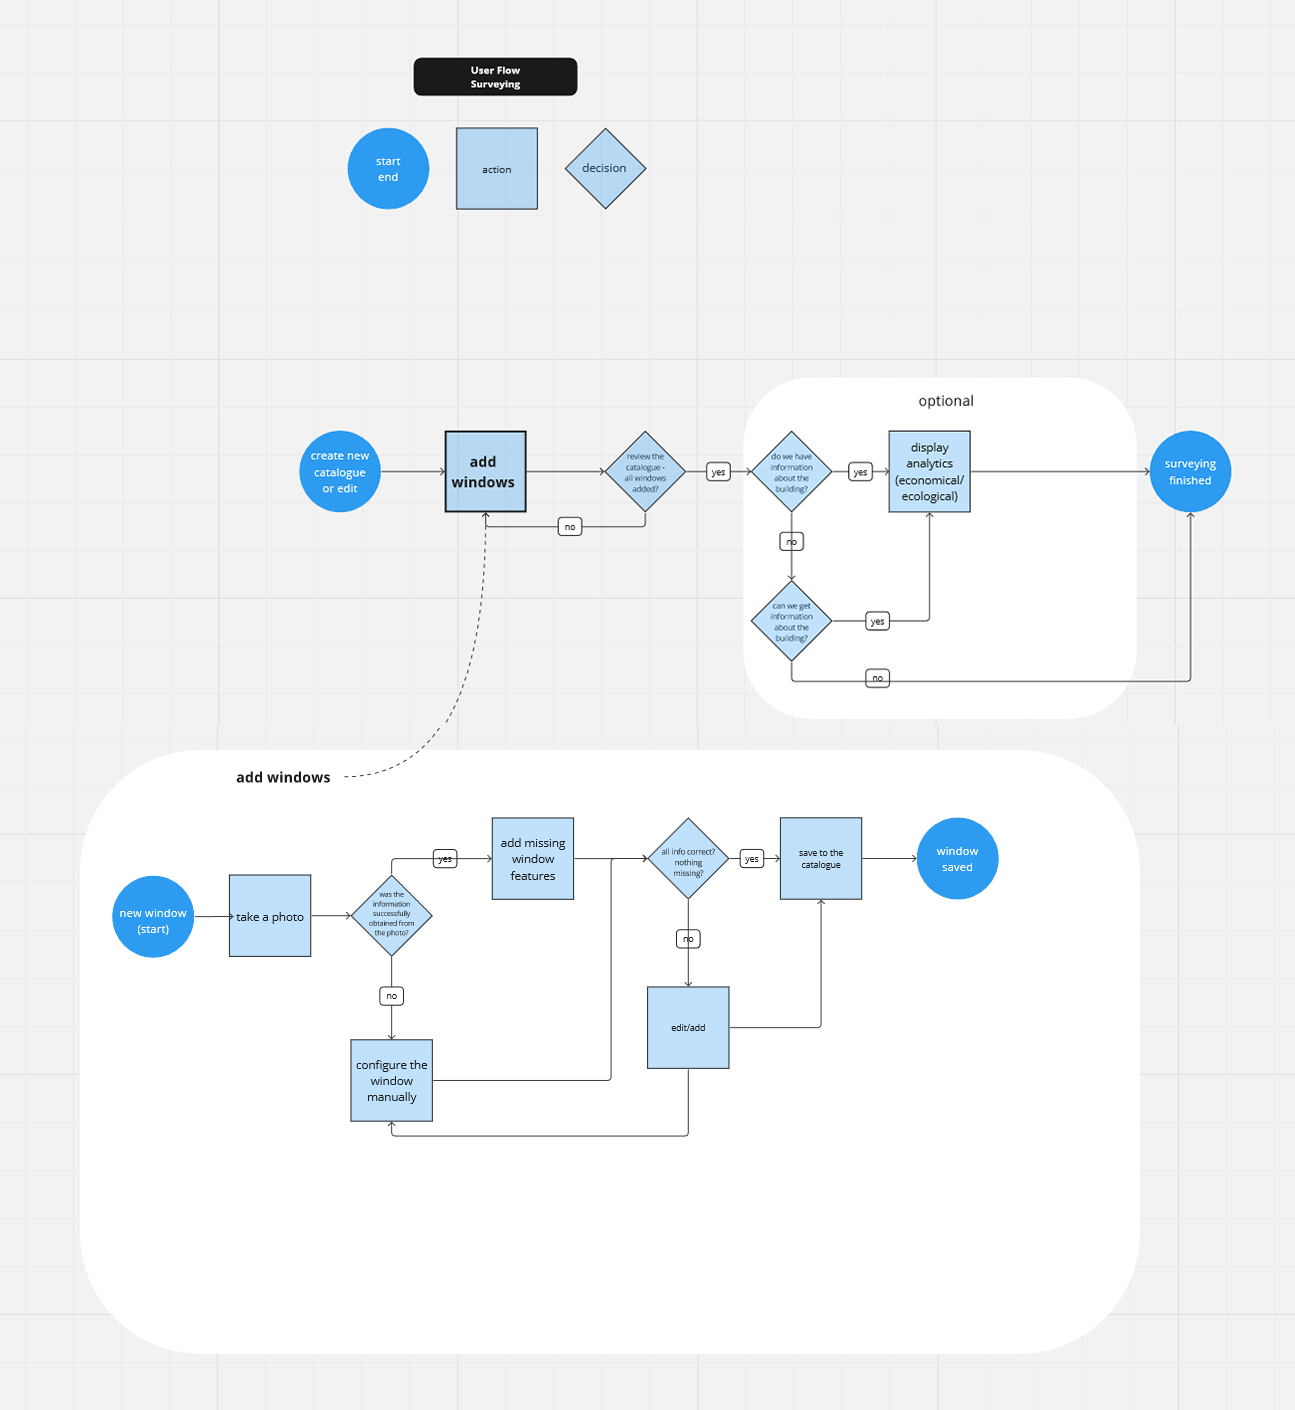 User Flow
Surveying
start
end
action
decision
optional
create new
catalogue
or edit
add
windows
review the
catalogue -
all windows
added?
yes
do we have
information
about the
building?
yes
display
analytics
(economical/
ecological)
surveying
finished
no
no
can we get
information
about the
building?
yes
no
add windows
new window
(start)
take a photo
was the
information
successfully
obtained from
the photo?
yes
add missing
window
features
all info correct?
nothing
missing?
yes
save to the
catalogue
window
saved
no
no
configure the
window
manually
edit/add